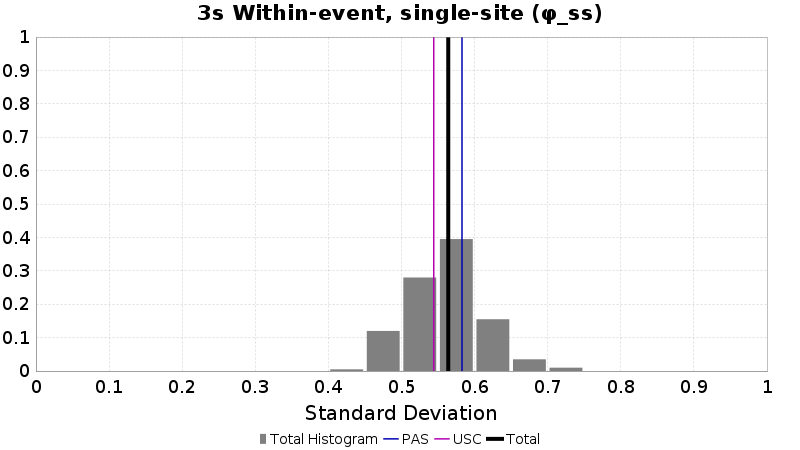 3s Within-event, single-site (φ_ss)
1
0.9
0.8
0.7
0.6
0.5
0.4
0.3
0.2
0.1
0
0 0.1 0.2 0.3 0.4 0.5 0.6 0.7 0.8 0.9 1
Standard Deviation
Total Histogram PAS USC Total